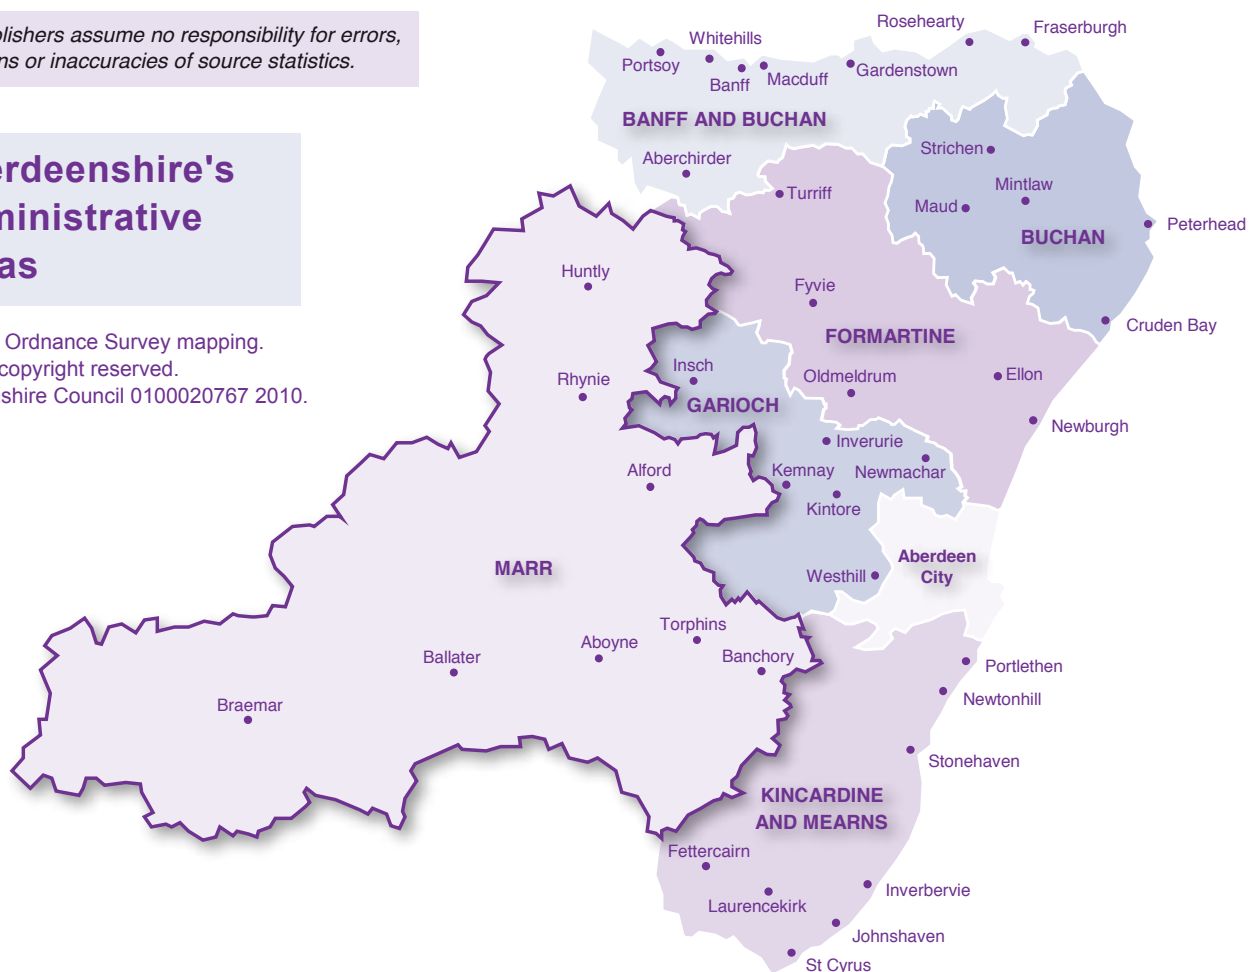 blishers assume no responsibility for errors,
ns or inaccuracies of source statistics.
erdeenshire's
ministrative
as
Ordnance Survey mapping.
copyright reserved.
shire Council 0100020767 2010.
Rosehearty
Fraserburgh
Whitehills
Portsoy
Banff
Macduff
Gardenstown
BANFF AND BUCHAN
Aberchirder
Strichen
Turriff
Mintlaw
Maud
Peterhead
BUCHAN
Huntly
Fyvie
Cruden Bay
FORMARTINE
Insch
Rhynie
Oldmeldrum
Ellon
GARIOCH
Newburgh
Inverurie
Alford
Kemnay
Newmachar
Kintore
MARR
Aberdeen
City
Westhill
Torphins
Aboyne
Ballater
Banchory
Portlethen
Newtonhill
Braemar
Stonehaven
KINCARDINE
AND MEARNS
Fettercairn
Inverbervie
Laurencekirk
Johnshaven
St Cyrus